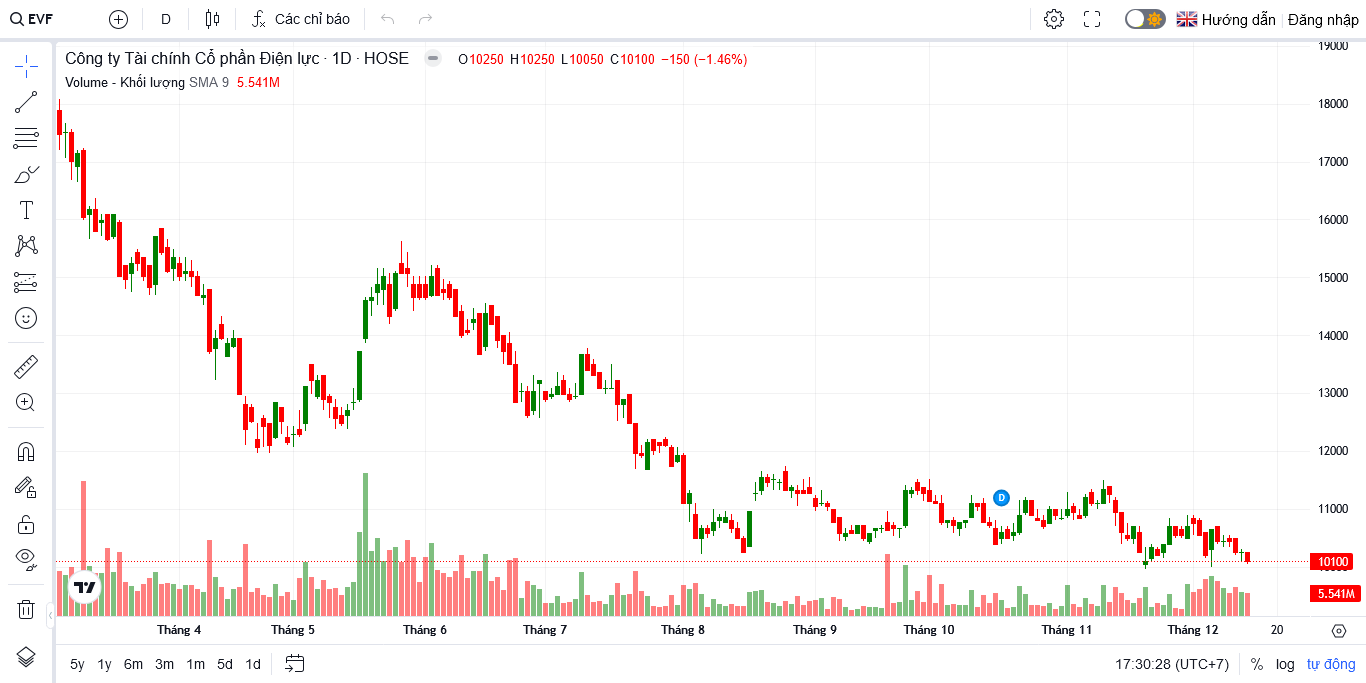 EVF D Các chỉ báo Hướng dẫn Đăng nhập
Công ty Tài chính Cổ phần Điện lực · 1D · HOSE O10250 H10250 L10050 C10100 −150 (−1.46%)
Volume - Khối lượng SMA 9 5.541M
19000
18000
17000
16000
15000
14000
13000
12000
11000
D
10100
5.541M
Tháng 4 Tháng 5 Tháng 6 Tháng 7 Tháng 8 Tháng 9 Tháng 10 Tháng 11 Tháng 12 20
5y 1y 6m 3m 1m 5d 1d 17:30:28 (UTC+7) % log tự động